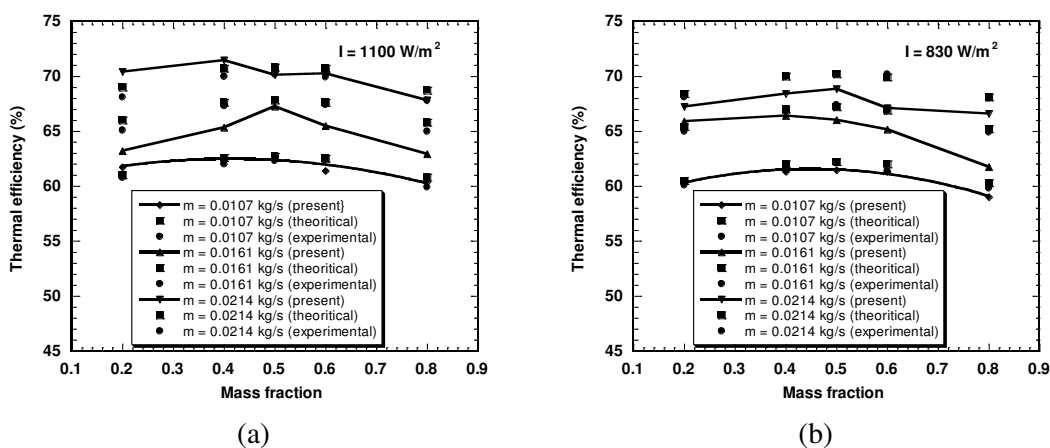 75
70
65
60
55
50
45
Thermal efficiency (%)
I = 1100 W/m²
m = 0.0107 kg/s (present}
m = 0.0107 kg/s (theoritical)
m = 0.0107 kg/s (experimental)
m = 0.0161 kg/s (present)
m = 0.0161 kg/s (theoritical)
m = 0.0161 kg/s (experimental)
m = 0.0214 kg/s (present)
m = 0.0214 kg/s (theoritical)
m = 0.0214 kg/s (experimental)
0.1 0.2 0.3 0.4 0.5 0.6 0.7 0.8 0.9
Mass fraction
(a)
75
70
65
60
55
50
45
Thermal efficiency (%)
I = 830 W/m²
m = 0.0107 kg/s (present)
m = 0.0107 kg/s (theoritical)
m = 0.0107 kg/s (experimental)
m = 0.0161 kg/s (present)
m = 0.0161 kg/s (theoritical)
m = 0.0161 kg/s (experimental)
m = 0.0214 kg/s (present)
m = 0.0214 kg/s (theoritical)
m = 0.0214 kg/s (experimental)
0.1 0.2 0.3 0.4 0.5 0.6 0.7 0.8 0.9
Mass fraction
(b)